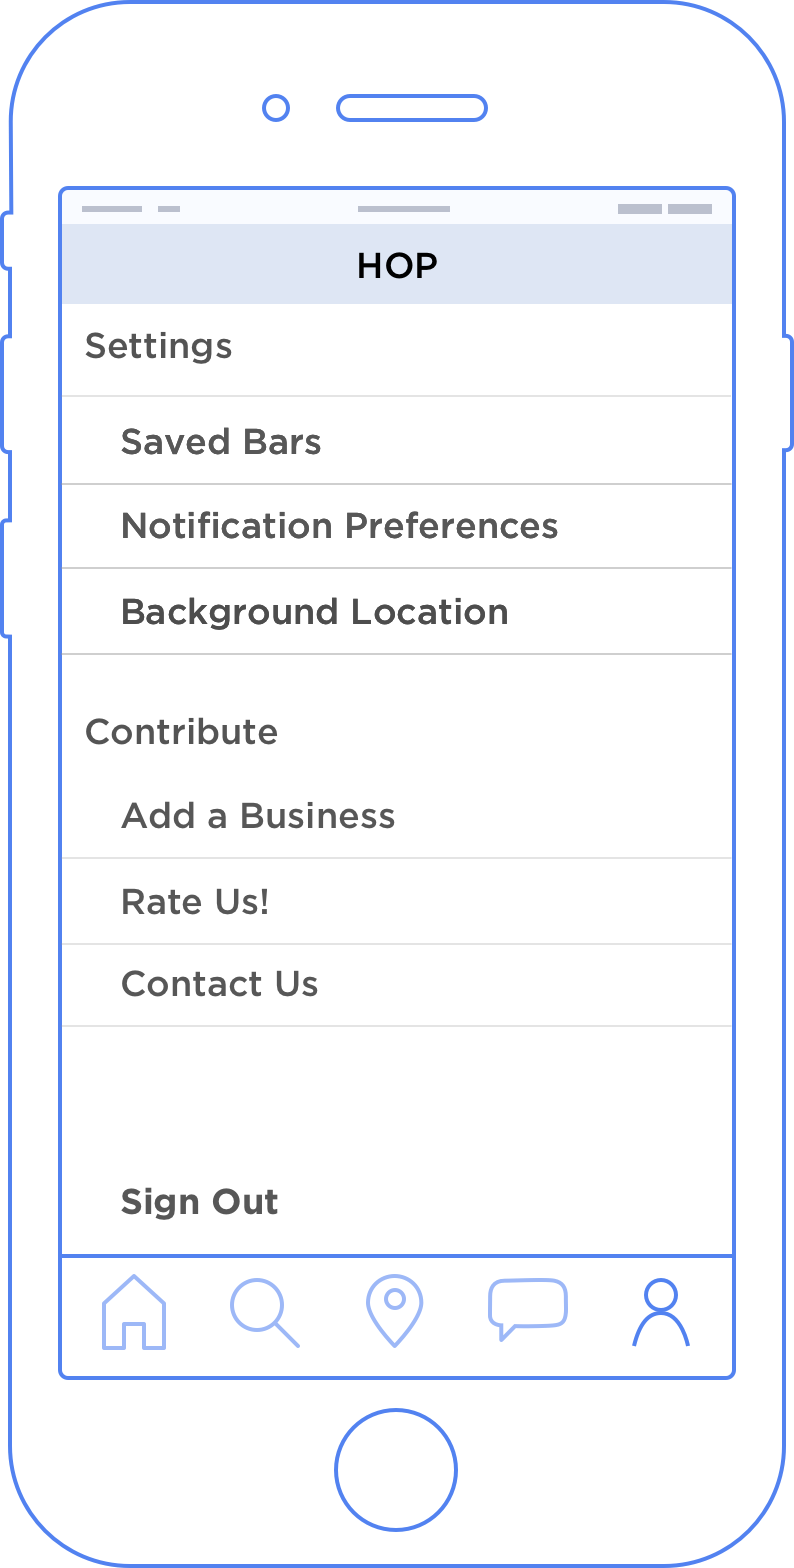 HOP
Settings
Saved Bars
Notification Preferences
Background Location
Contribute
Add a Business
Rate Us!
Contact Us
Sign Out